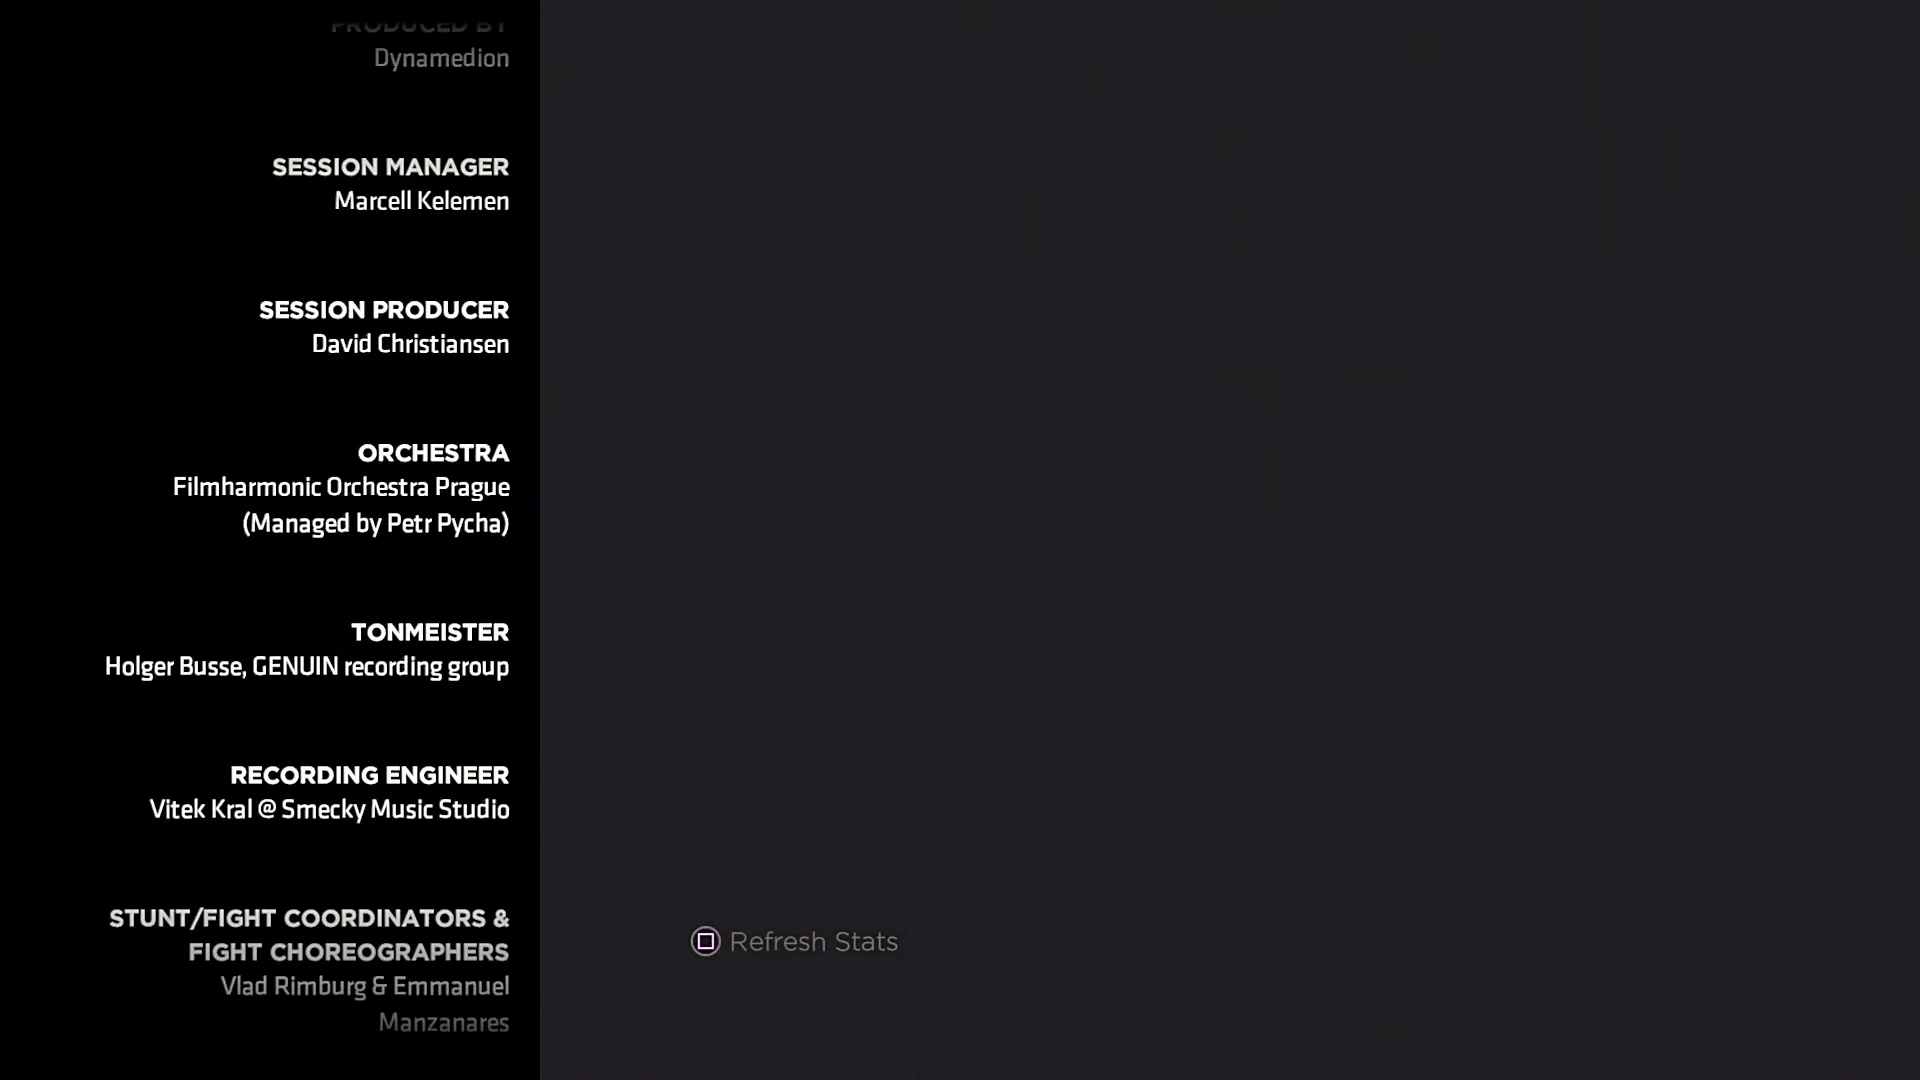 PRODUCED BY
Dynamedion
SESSION MANAGER
Marcell Kelemen
SESSION PRODUCER
David Christiansen
ORCHESTRA
Filmharmonic Orchestra Prague
(Managed by Petr Pycha)
TONMEISTER
Holger Busse, GENUIN recording group
RECORDING ENGINEER
Vitek Kral @ Smecky Music Studio
STUNT/FIGHT COORDINATORS &
FIGHT CHOREOGRAPHERS
Vlad Rimburg & Emmanuel
Manzanares
Refresh Stats